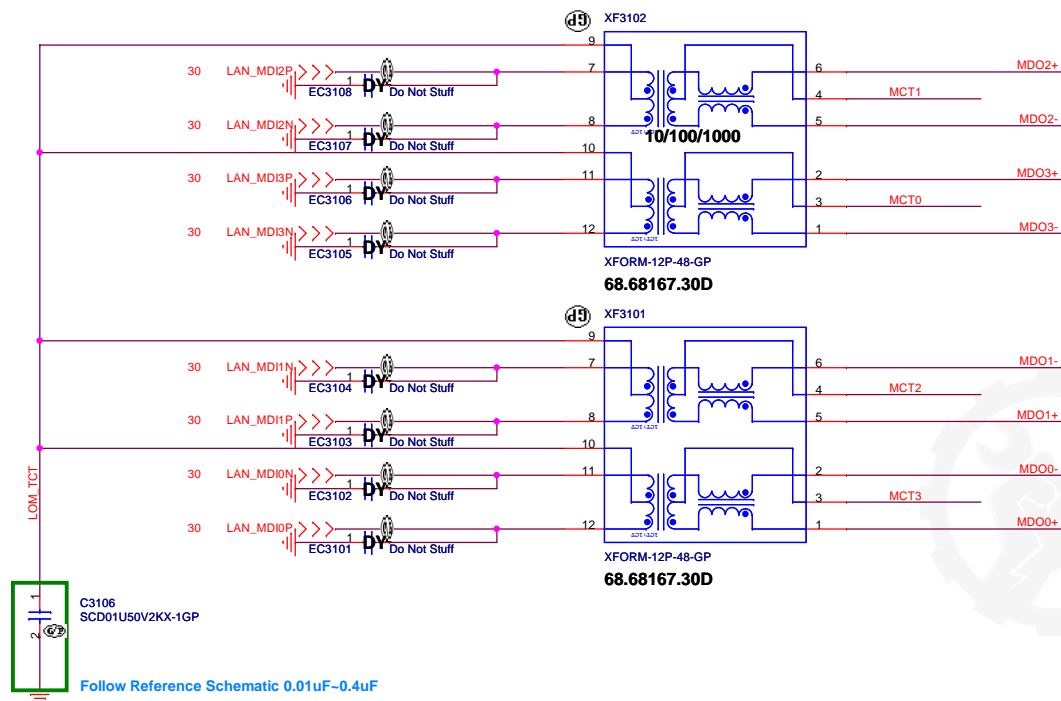 XF3102
GP
9
30 LAN_MDI2P 7 6 MDO2+
1 EC3108 DY Do Not Stuff
4 MCT1
30 LAN_MDI2N 8 5 MDO2-
1 EC3107 DY Do Not Stuff
10/100/1000
10
30 LAN_MDI3P 11 2 MDO3+
1 EC3106 DY Do Not Stuff
3 MCT0
30 LAN_MDI3N 12 1 MDO3-
1 EC3105 DY Do Not Stuff
XFORM-12P-48-GP
68.68167.30D
XF3101
GP
9
30 LAN_MDI1N 7 6 MDO1-
1 EC3104 DY Do Not Stuff
4 MCT2
30 LAN_MDI1P 8 5 MDO1+
1 EC3103 DY Do Not Stuff
10
30 LAN_MDI0N 11 2 MDO0-
1 EC3102 DY Do Not Stuff
3 MCT3
30 LAN_MDI0P 12 1 MDO0+
1 EC3101 DY Do Not Stuff
LOM_TCT
XFORM-12P-48-GP
68.68167.30D
1
C3106
SCD01U50V2KX-1GP
2
Follow Reference Schematic 0.01uF~0.4uF